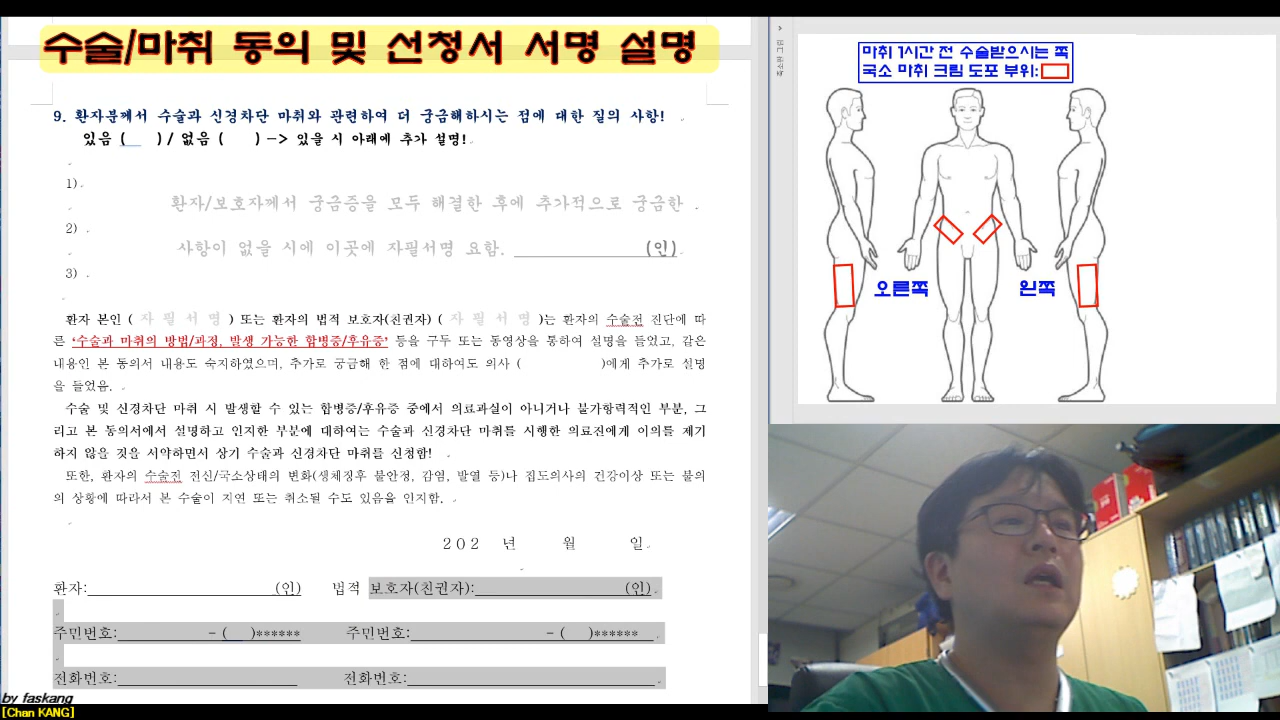 수술/마취 동의 및 신청서 서명 설명
9. 환자분께서 수술과 신경차단 마취와 관련하여 더 궁금해하시는 점에 대한 질의 사항!
있음 (__ ) / 없음 ( ) —> 있을 시 아래에 추가 설명!
1)
환자/보호자께서 궁금증을 모두 해결한 후에 추가적으로 궁금한
2)
사항이 없을 시에 이곳에 자필서명 요함. ____________(인)
3)
환자 본인 ( 자 필 서 명 ) 또는 환자의 법적 보호자(친권자) ( 자 필 서 명 )는 환자의 수술전 진단에 따
른 '수술과 마취의 방법/과정, 발생 가능한 합병증/후유증' 등을 구두 또는 동영상을 통하여 설명을 들었고, 같은
내용인 본 동의서 내용도 숙지하였으며, 추가로 궁금해 한 점에 대하여도 의사 ( )에게 추가로 설명
을 들었음.
수술 및 신경차단 마취 시 발생할 수 있는 합병증/후유증 중에서 의료과실이 아니거나 불가항력적인 부분, 그
리고 본 동의서에서 설명하고 인지한 부분에 대하여는 수술과 신경차단 마취를 시행한 의료진에게 이의를 제기
하지 않을 것을 서약하면서 상기 수술과 신경차단 마취를 신청함!
또한, 환자의 수술전 전신/국소상태의 변화(생체징후 불안정, 감염, 발열 등)나 집도의사의 건강이상 또는 불의
의 상황에 따라서 본 수술이 지연 또는 취소될 수도 있음을 인지함.
202 년 월 일
환자:____________(인) 법적 보호자(친권자):____________(인)
주민번호:________ - (__)****** 주민번호:________ - ( )******
전화번호:____________ 전화번호:____________
by faskang
[Chan KANG]
마취 1시간 전 수술받으시는 쪽
국소 마취 크림 도포 부위:
오른쪽
왼쪽